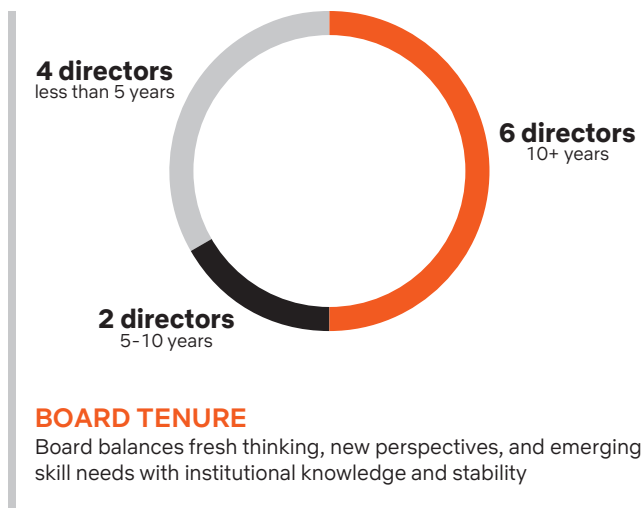 4 directors
less than 5 years
6 directors
10+ years
2 directors
5-10 years
BOARD TENURE
Board balances fresh thinking, new perspectives, and emerging
skill needs with institutional knowledge and stability